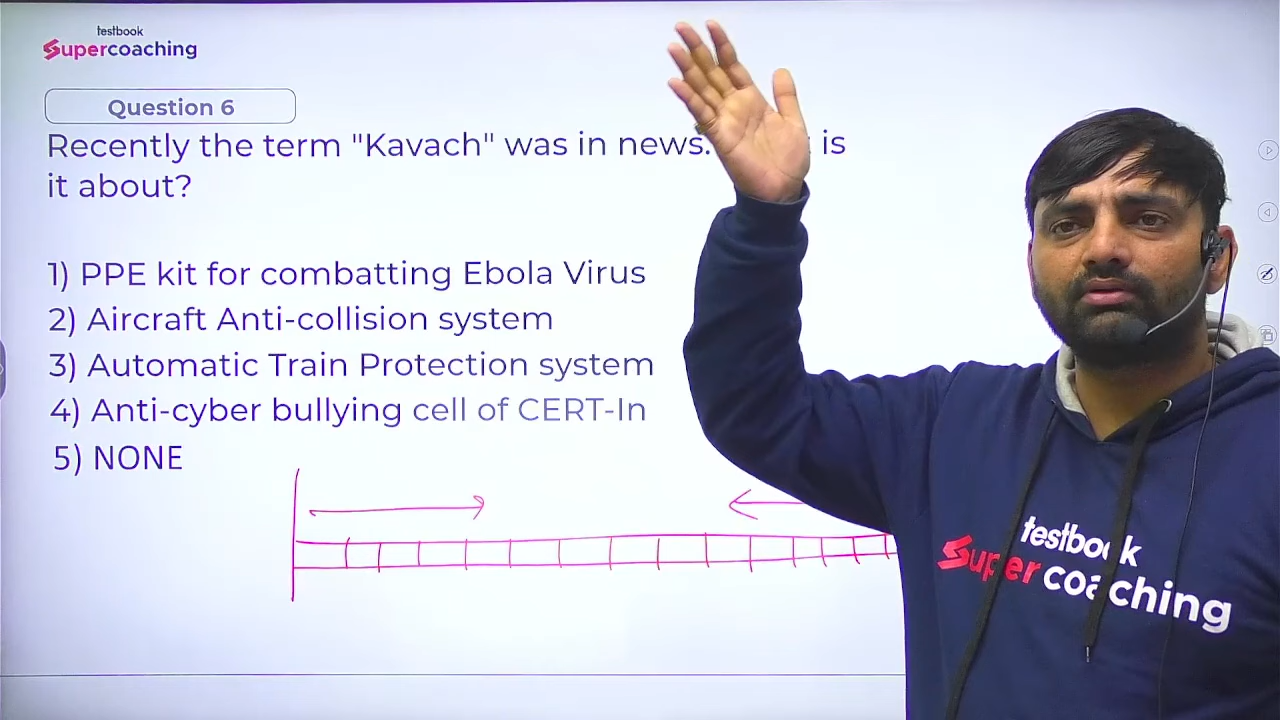 testbook
Supercoaching
Question 6
Recently the term "Kavach" was in news. is
it about?
1) PPE kit for combatting Ebola Virus
2) Aircraft Anti-collision system
3) Automatic Train Protection system
4) Anti-cyber bullying cell of CERT-In
5) NONE
testbook
Supercoaching